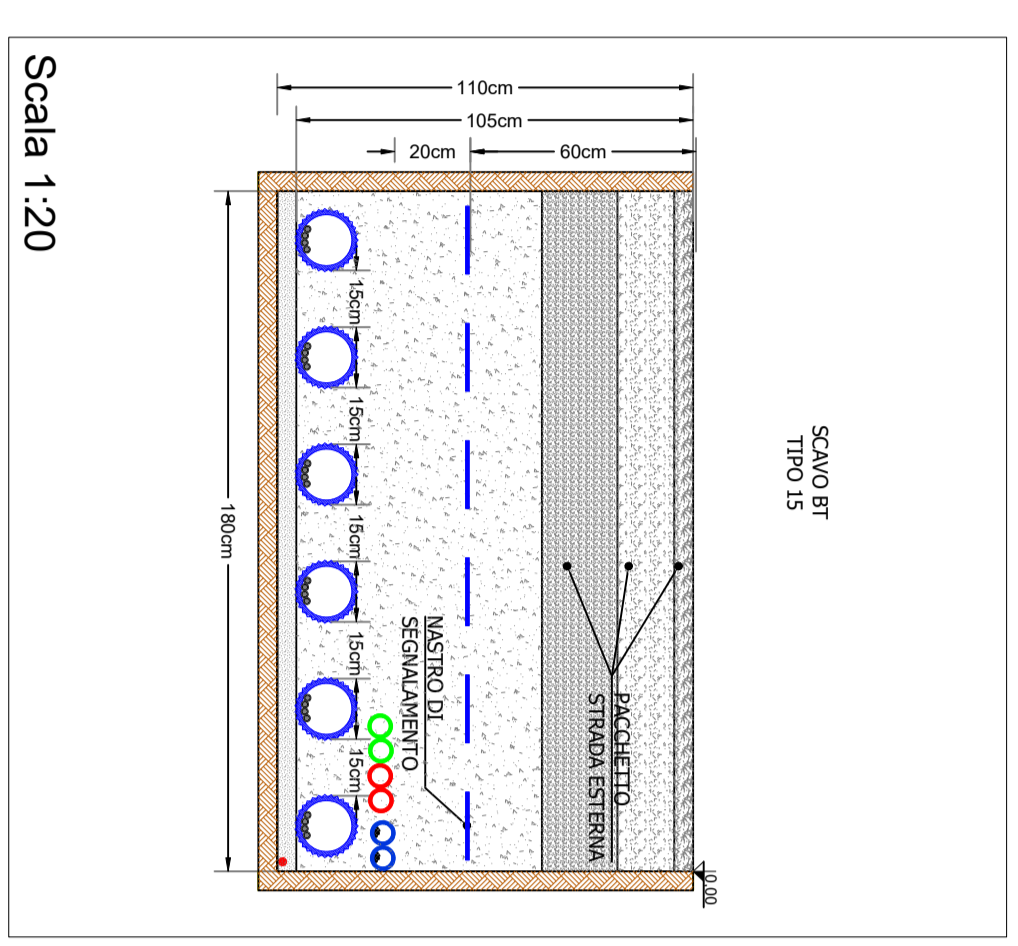 SCAVO BT
TIPO 15
0.00
PACCHETTO
STRADA ESTERNA
NASTRO DI
SEGNALAMENTO
60cm
20cm
105cm
110cm
15cm
15cm
15cm
15cm
15cm
180cm
Scala 1:20